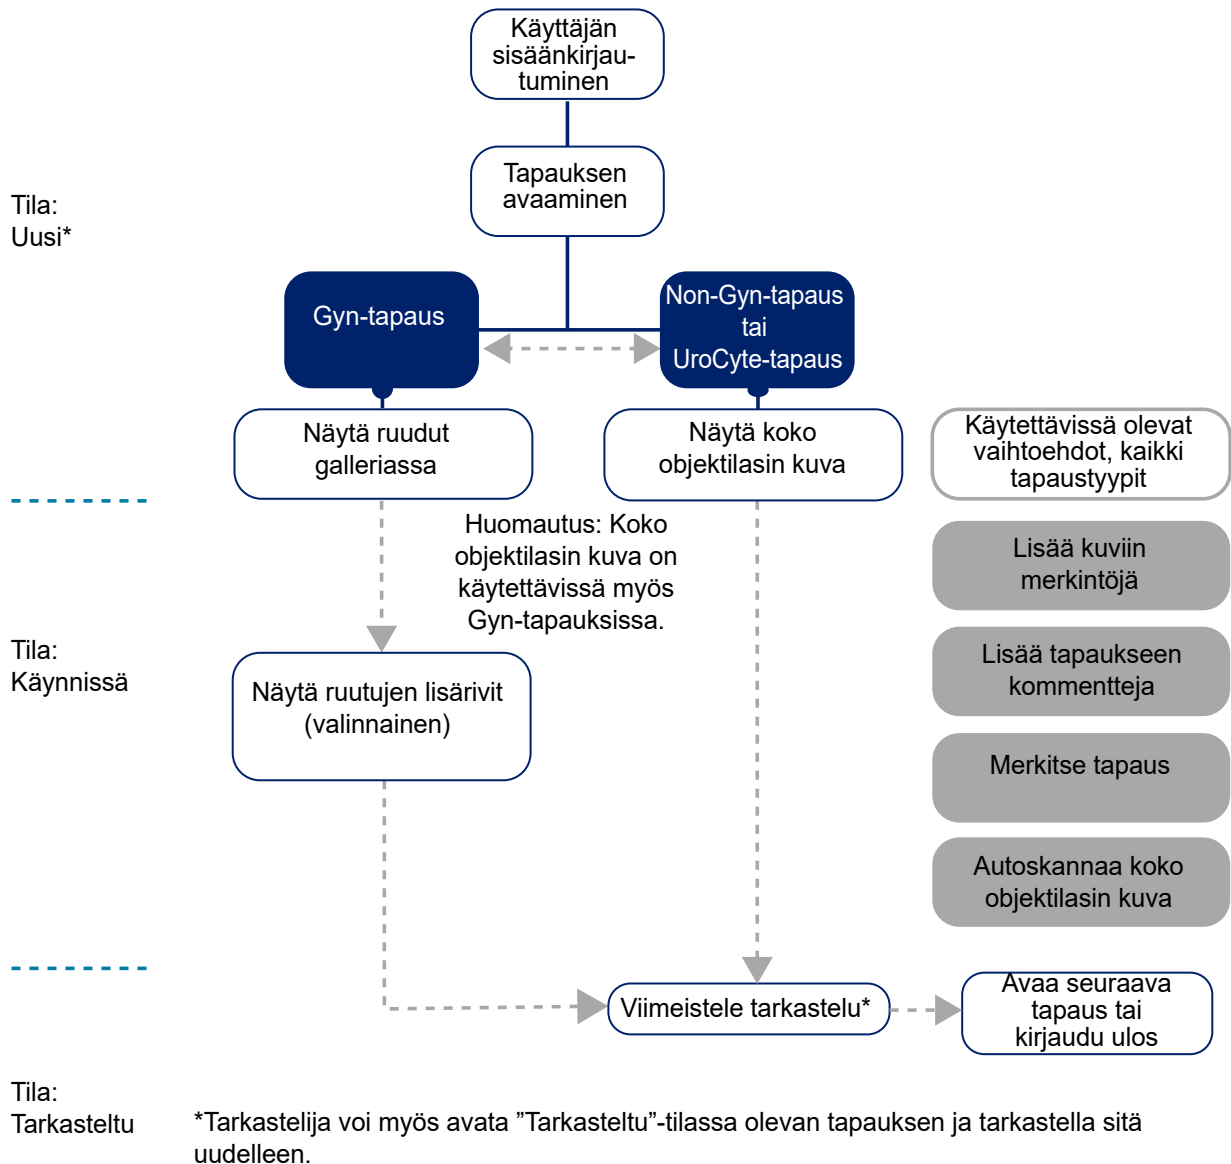 Käyttäjän
sisäänkirjau-
tuminen
Tapauksen
avaaminen
Tila:
Uusi*
Gyn-tapaus
Non-Gyn-tapaus
tai
UroCyte-tapaus
Näytä ruudut
galleriassa
Näytä koko
objektilasin kuva
Käytettävissä olevat
vaihtoehdot, kaikki
tapaustyypit
Huomautus: Koko
objektilasin kuva on
käytettävissä myös
Gyn-tapauksissa.
Lisää kuviin
merkintöjä
Tila:
Käynnissä
Näytä ruutujen lisärivit
(valinnainen)
Lisää tapaukseen
kommentteja
Merkitse tapaus
Autoskannaa koko
objektilasin kuva
Viimeistele tarkastelu*
Avaa seuraava
tapaus tai
kirjaudu ulos
Tila:
Tarkasteltu
*Tarkastelija voi myös avata ”Tarkasteltu”-tilassa olevan tapauksen ja tarkastella sitä
uudelleen.